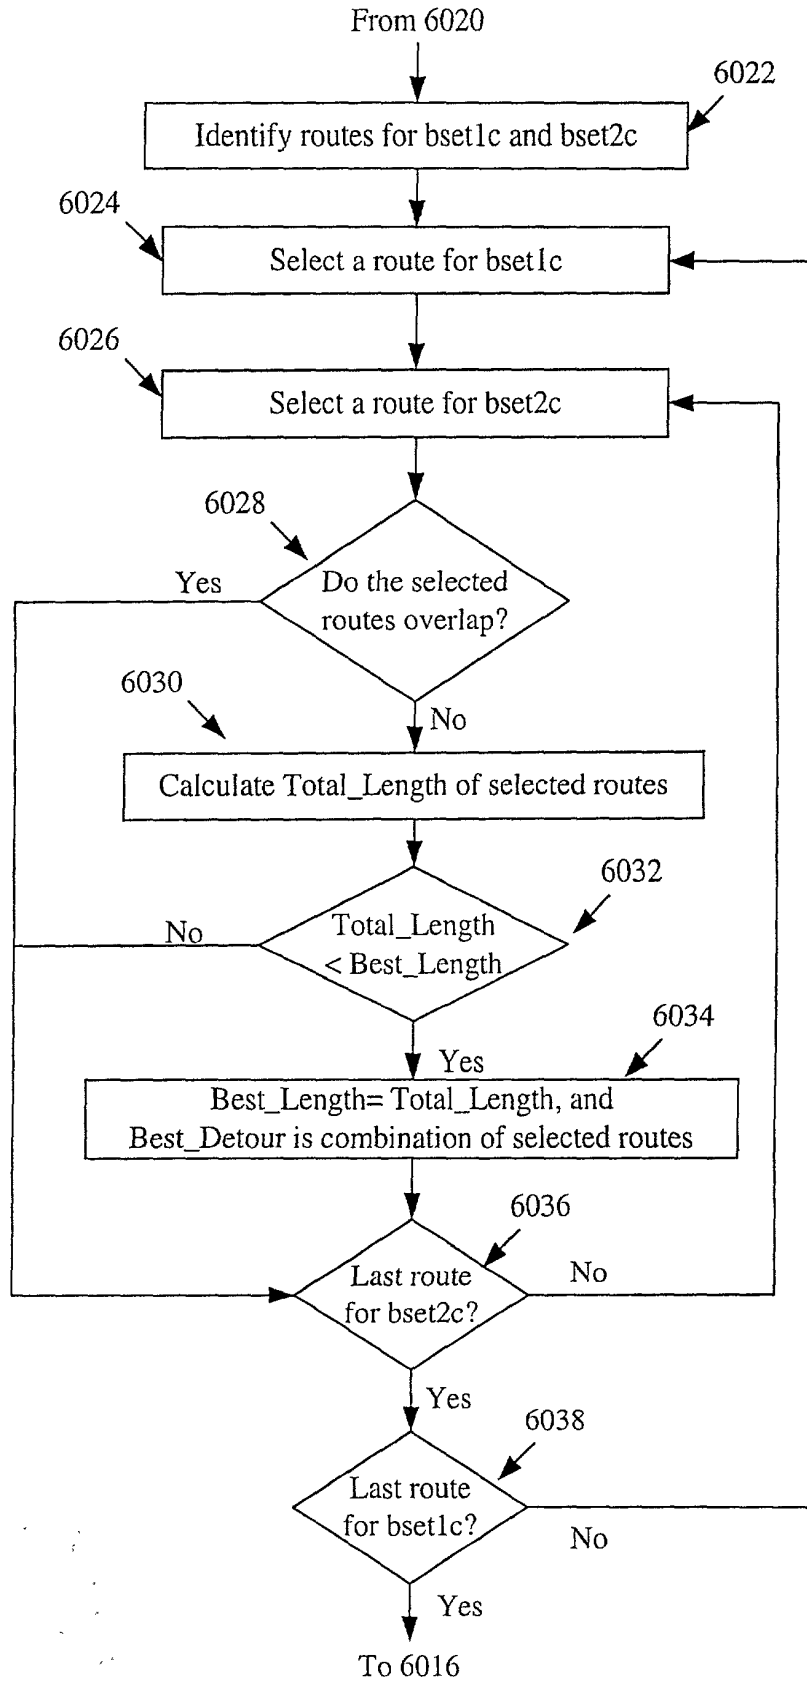 From 6020
6022
Identify routes for bset1c and bset2c
6024
Select a route for bset1c
6026
Select a route for bset2c
6028
Yes
Do the selected
routes overlap?
6030
No
Calculate Total_Length of selected routes
6032
No
Total_Length
< Best_Length
6034
Yes
Best_Length= Total_Length, and
Best_Detour is combination of selected routes
6036
Last route
for bset2c?
No
Yes
6038
Last route
for bset1c?
No
Yes
To 6016